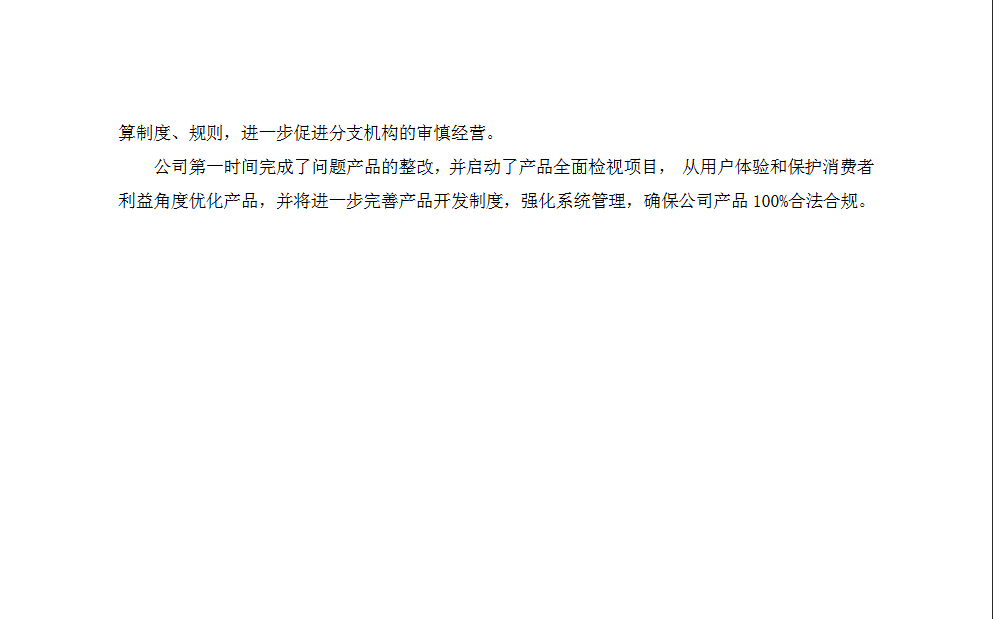 算制度、规则，进一步促进分支机构的审慎经营。
公司第一时间完成了问题产品的整改，并启动了产品全面检视项目， 从用户体验和保护消费者
利益角度优化产品，并将进一步完善产品开发制度，强化系统管理，确保公司产品 100%合法合规。